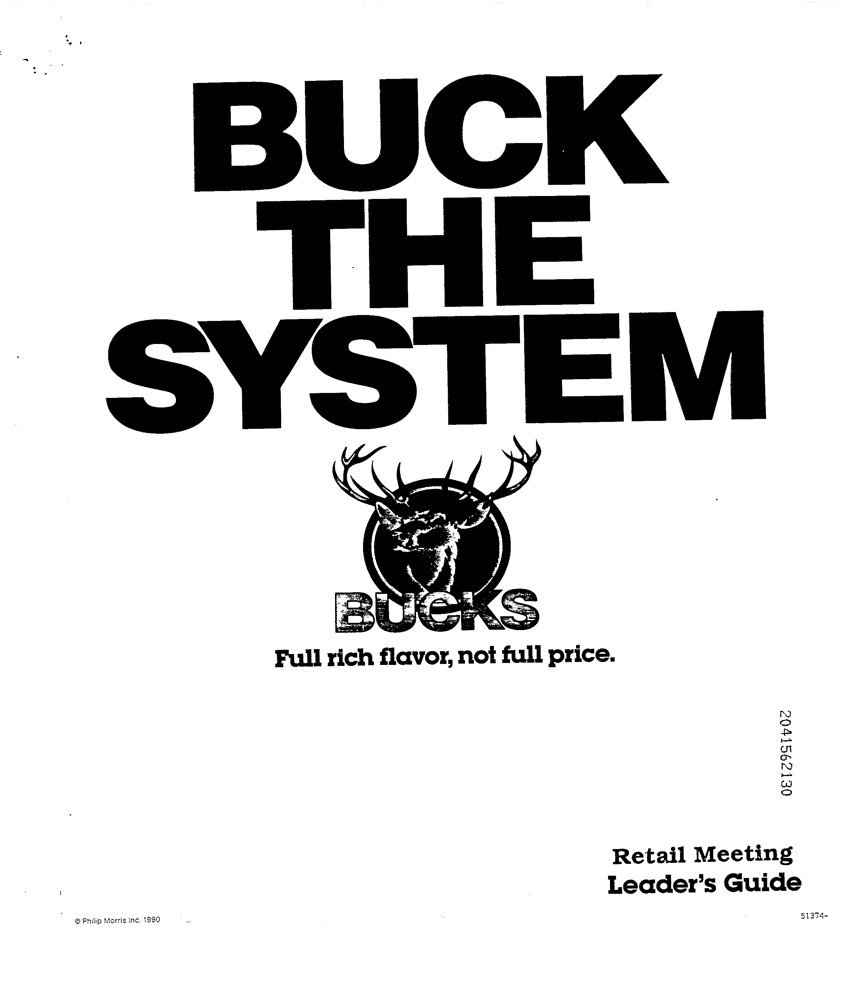 BUCK
THE
SYSTEM
BUCKS
Full rich flavor, not full price.
2041562130
Retail Meeting
Leader's Guide
© Philip Morris Inc. 1990
51374-